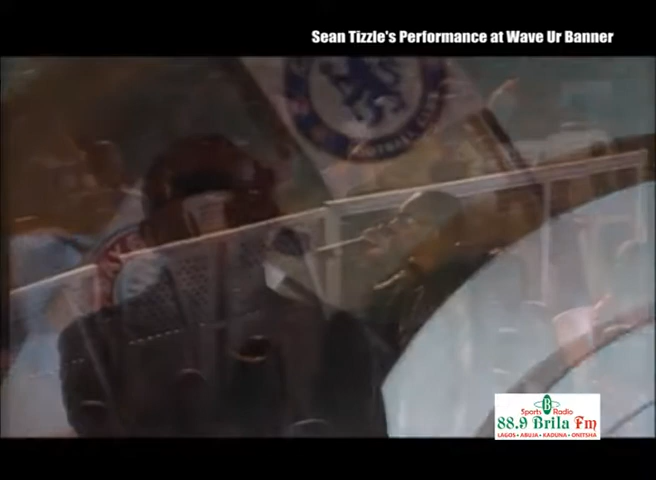 Sean Tizzle's Performance at Wave Ur Banner
Sports Radio
88.9 Brila Fm
LAGOS • ABUJA • KADUNA • ONITSHA